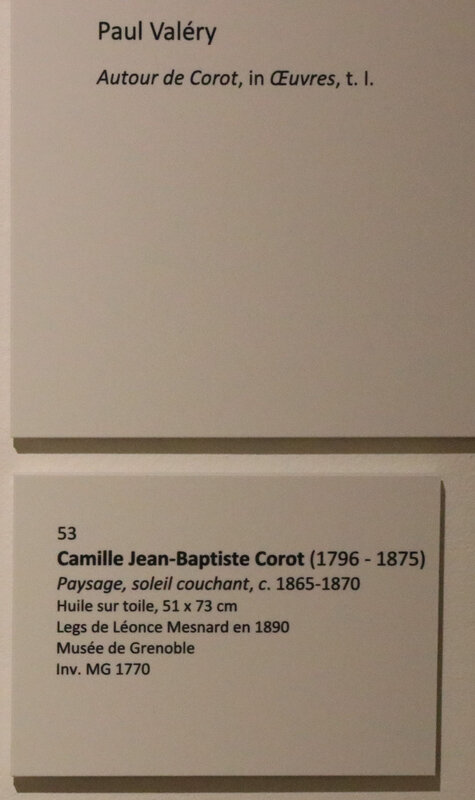 Paul Valéry
Autour de Corot, in Œuvres, t. I.
53
Camille Jean-Baptiste Corot (1796 - 1875)
Paysage, soleil couchant, c. 1865-1870
Huile sur toile, 51 x 73 cm
Legs de Léonce Mesnard en 1890
Musée de Grenoble
Inv. MG 1770